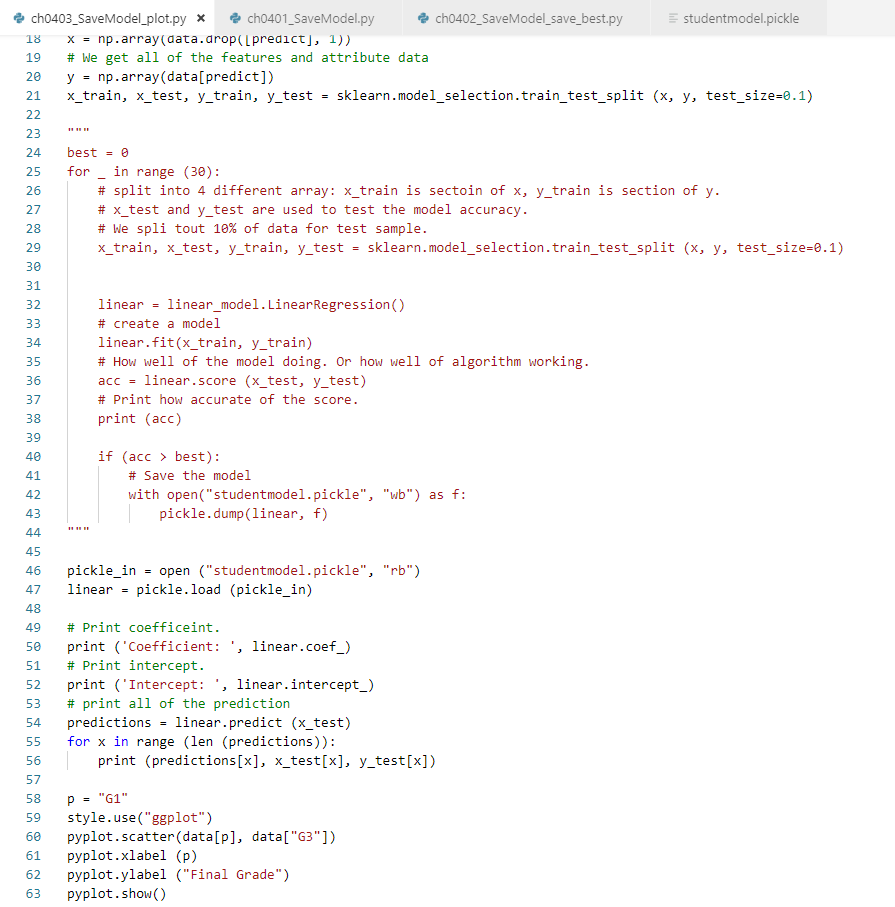 ch0403_SaveModel_plot.py × ch0401_SaveModel.py ch0402_SaveModel_save_best.py studentmodel.pickle
18 x = np.array(data.drop([predict], 1))
19 # We get all of the features and attribute data
20 y = np.array(data[predict])
21 x_train, x_test, y_train, y_test = sklearn.model_selection.train_test_split (x, y, test_size=0.1)
22
23 """
24 best = 0
25 for _ in range (30):
26 # split into 4 different array: x_train is sectoin of x, y_train is section of y.
27 # x_test and y_test are used to test the model accuracy.
28 # We spli tout 10% of data for test sample.
29 x_train, x_test, y_train, y_test = sklearn.model_selection.train_test_split (x, y, test_size=0.1)
30
31
32 linear = linear_model.LinearRegression()
33 # create a model
34 linear.fit(x_train, y_train)
35 # How well of the model doing. Or how well of algorithm working.
36 acc = linear.score (x_test, y_test)
37 # Print how accurate of the score.
38 print (acc)
39
40 if (acc > best):
41 # Save the model
42 with open("studentmodel.pickle", "wb") as f:
43 pickle.dump(linear, f)
44 """
45
46 pickle_in = open ("studentmodel.pickle", "rb")
47 linear = pickle.load (pickle_in)
48
49 # Print coefficeint.
50 print ('Coefficient: ', linear.coef_)
51 # Print intercept.
52 print ('Intercept: ', linear.intercept_)
53 # print all of the prediction
54 predictions = linear.predict (x_test)
55 for x in range (len (predictions)):
56 print (predictions[x], x_test[x], y_test[x])
57
58 p = "G1"
59 style.use("ggplot")
60 pyplot.scatter(data[p], data["G3"])
61 pyplot.xlabel (p)
62 pyplot.ylabel ("Final Grade")
63 pyplot.show()